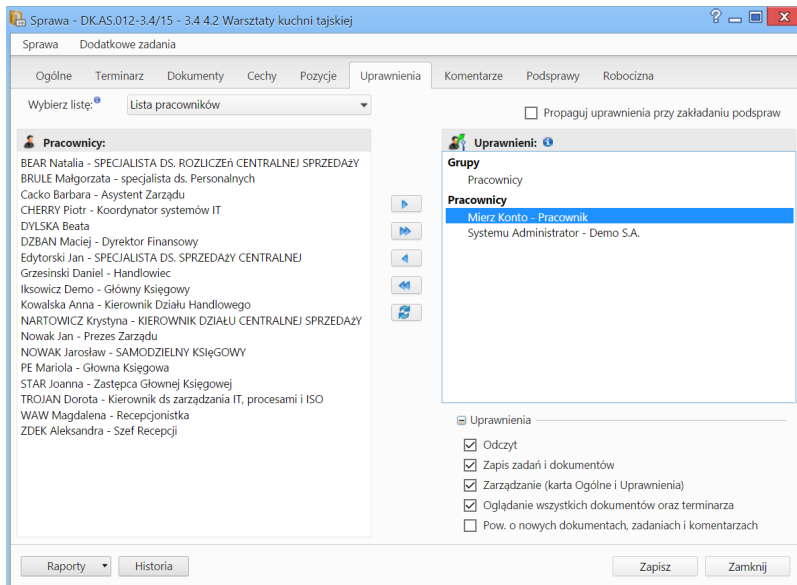 Sprawa - DK.AS.012-3.4/15 - 3.4 4.2 Warsztaty kuchni tajskiej
Sprawa Dodatkowe zadania
Ogólne Terminarz Dokumenty Cechy Pozycje Uprawnienia Komentarze Podsprawy Robocizna
Wybierz listę: Lista pracowników
Propaguj uprawnienia przy zakładaniu podspraw
Pracownicy:
BEAR Natalia - SPECJALISTA DS. ROZLICZEń CENTRALNEJ SPRZEDAżY
BRULE Małgorzata - specjalista ds. Personalnych
Cacko Barbara - Asystent Zarządu
CHERRY Piotr - Koordynator systemów IT
DYLSKA Beata
DZBAN Maciej - Dyrektor Finansowy
Edytorski Jan - SPECJALISTA DS. SPRZEDAżY CENTRALNEJ
Grzesinski Daniel - Handlowiec
Iksowicz Demo - Główny Księgowy
Kowalska Anna - Kierownik Działu Handlowego
NARTOWICZ Krystyna - KIEROWNIK DZIAŁU CENTRALNEJ SPRZEDAżY
Nowak Jan - Prezes Zarządu
NOWAK Jarosław - SAMODZIELNY KSIęGOWY
PE Mariola - Głowna Księgowa
STAR Joanna - Zastępca Głownej Księgowej
TROJAN Dorota - Kierownik ds zarządzania IT, procesami i ISO
WAW Magdalena - Recepcjonistka
ZDEK Aleksandra - Szef Recepcji
Uprawnieni:
Grupy
Pracownicy
Pracownicy
Mierz Konto - Pracownik
Systemu Administrator - Demo S.A.
Uprawnienia
Odczyt
Zapis zadań i dokumentów
Zarządzanie (karta Ogólne i Uprawnienia)
Oglądanie wszystkich dokumentów oraz terminarza
Pow. o nowych dokumentach, zadaniach i komentarzach
Raporty Historia Zapisz Zamknij